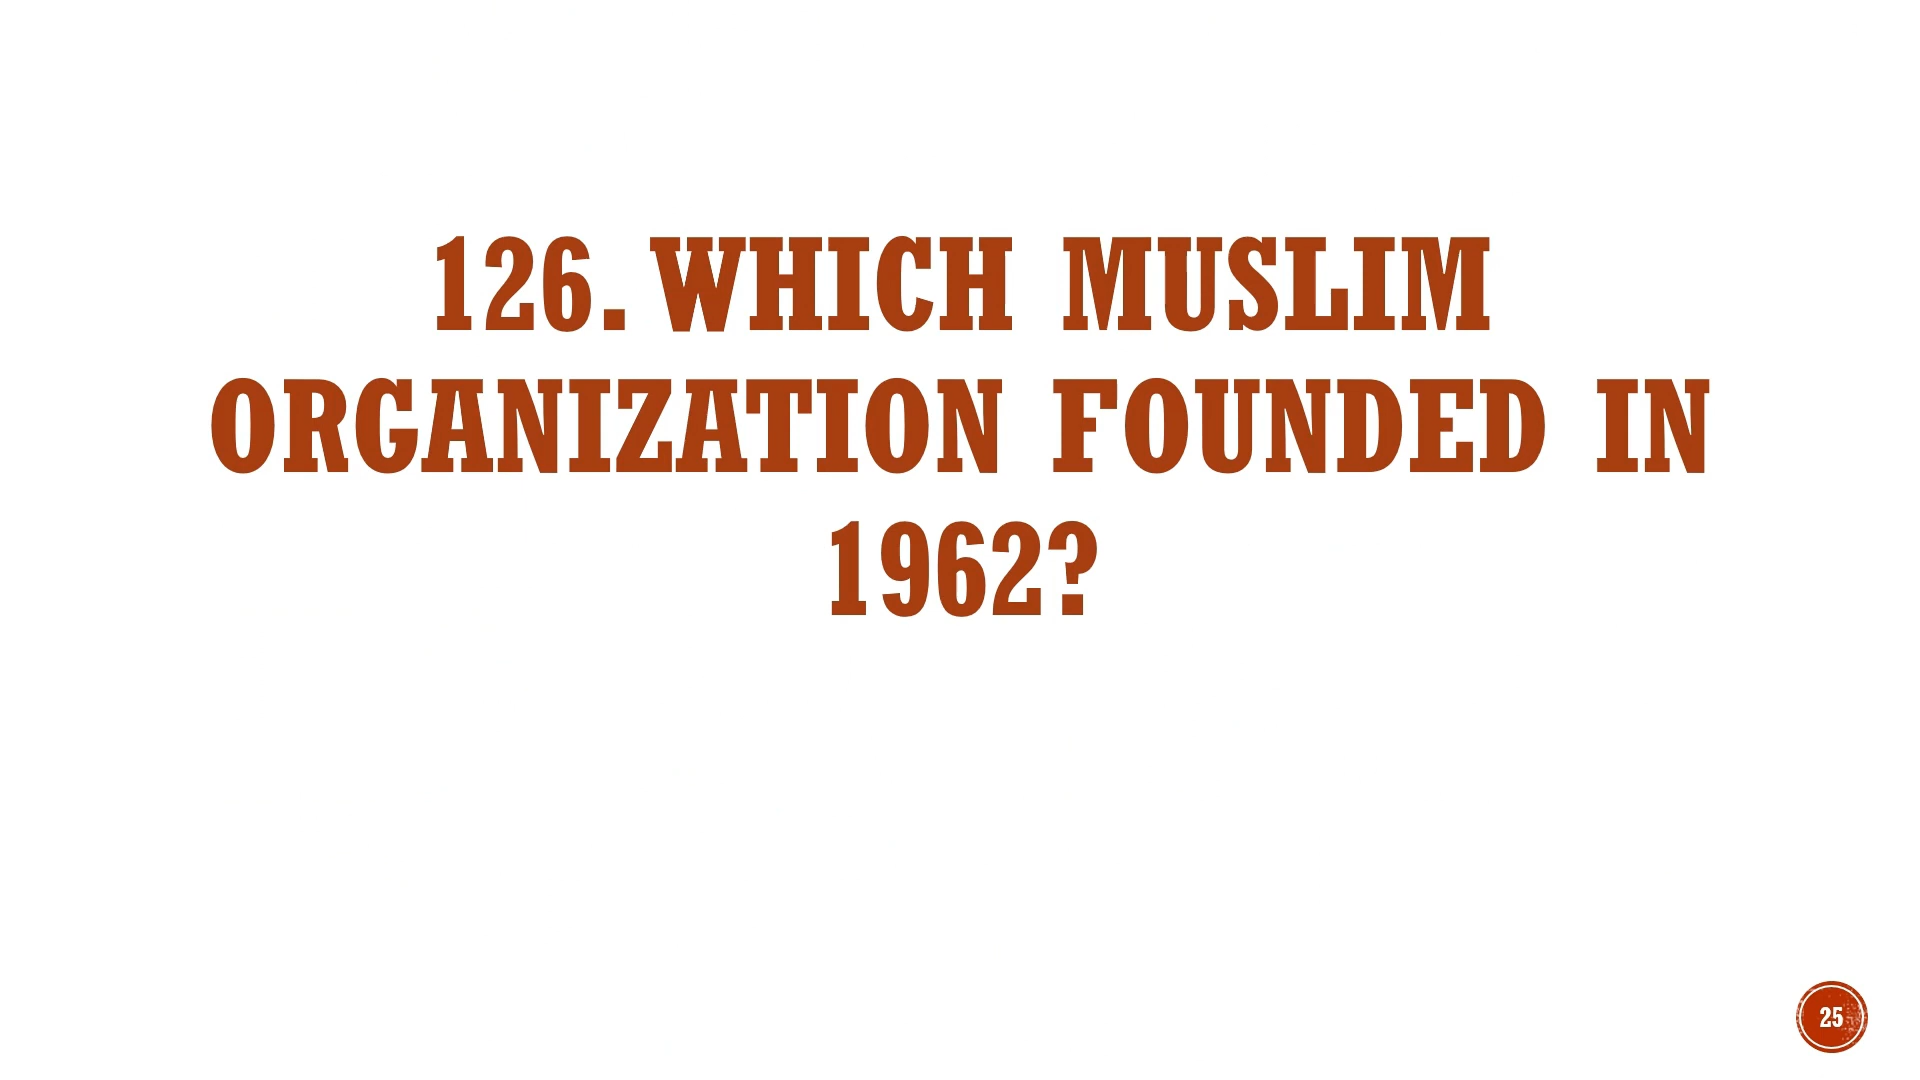 126. WHICH MUSLIM
ORGANIZATION FOUNDED IN
1962?
25